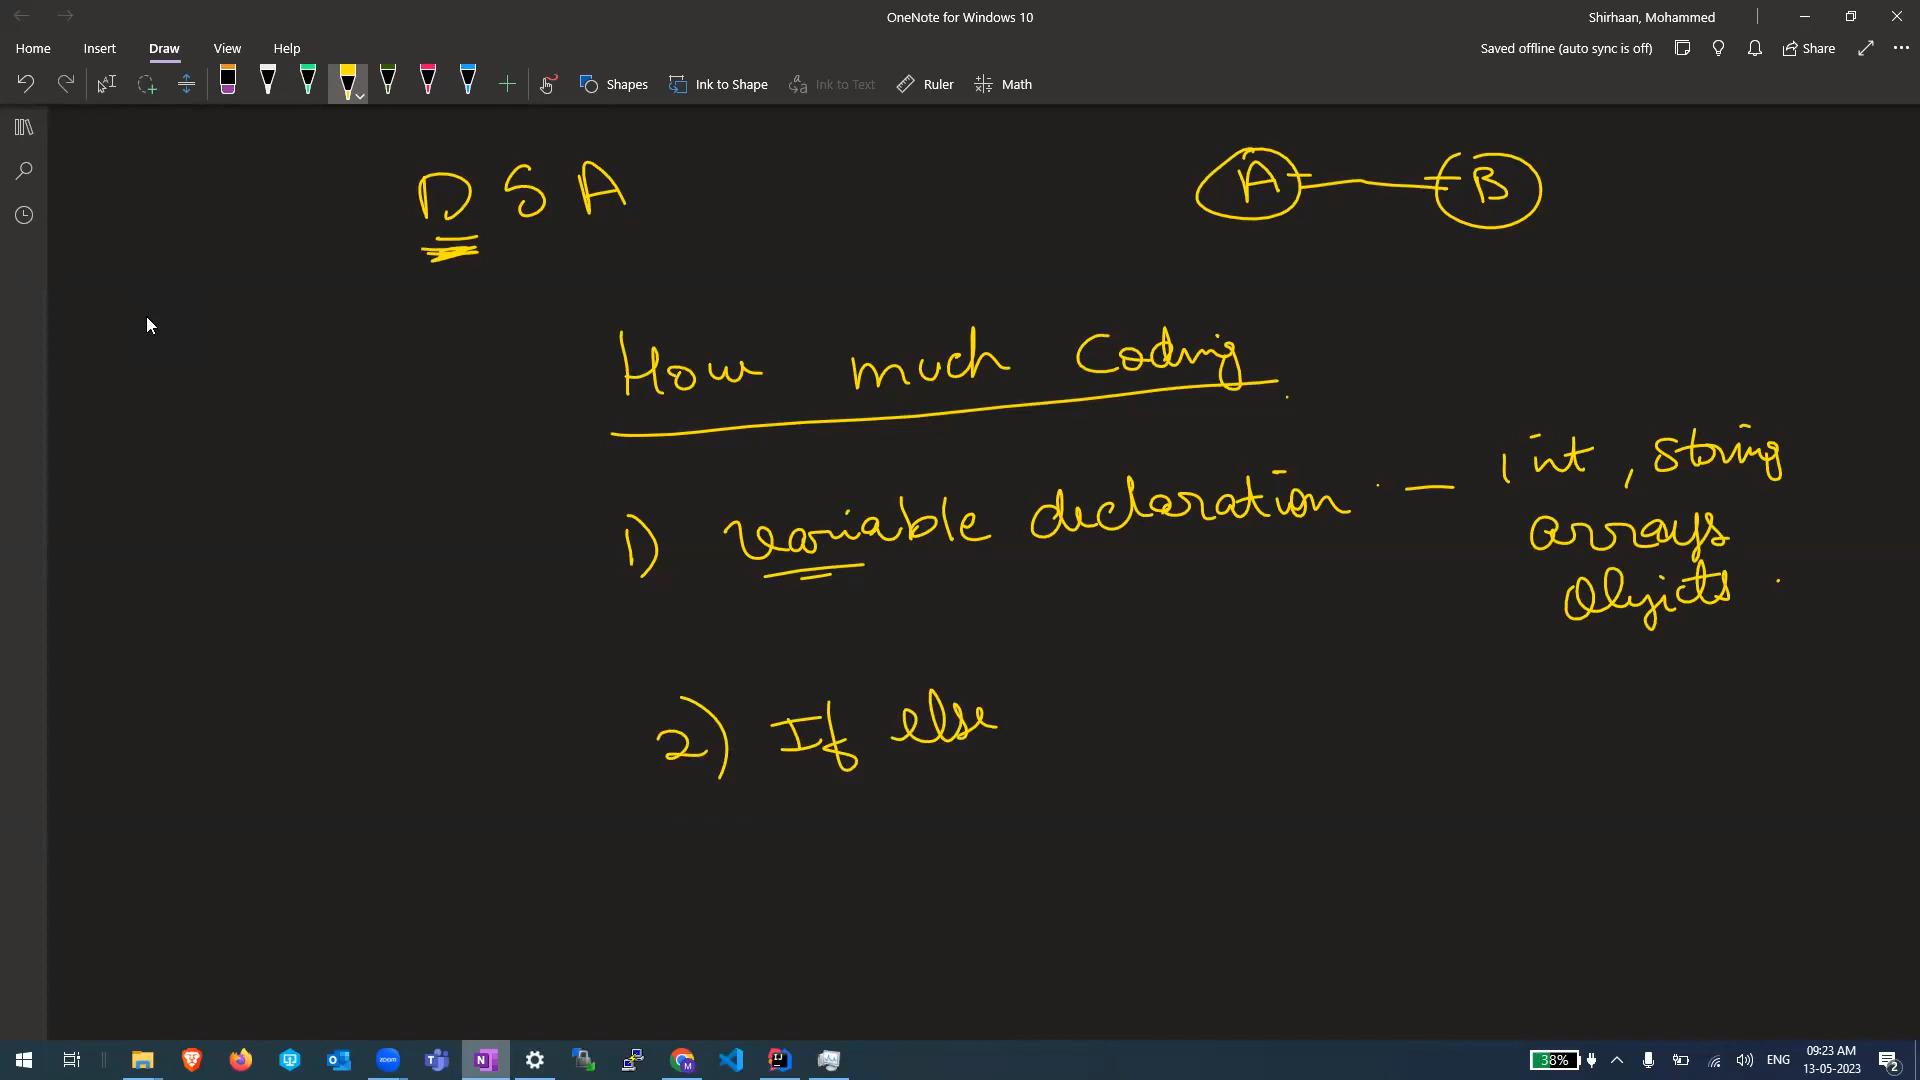 OneNote for Windows 10
Shirhaan, Mohammed
Home Insert Draw View Help
Saved offline (auto sync is off) Share
Shapes Ink to Shape Ink to Text Ruler Math
D S A
A B
How much Coding
1) variable declaration — int, string
arrays
Objects
2) If else
zoom
38%
ENG
09:23 AM
13-05-2023
2